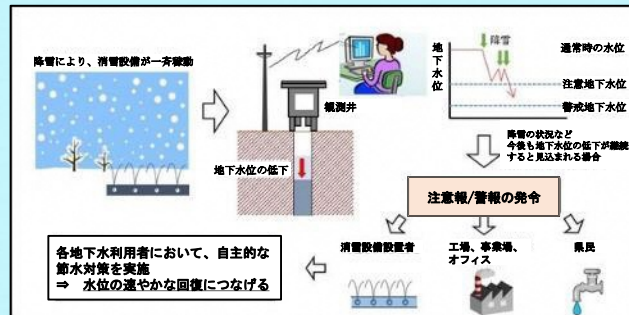 降雪により、消雪設備が一斉稼動
観測井
地下水位の低下
地下水位
降雪
通常時の水位
注意地下水位
警戒地下水位
降雪の状況など
今後も地下水位の低下が継続
すると見込まれる場合
注意報/警報の発令
消雪設備設置者
工場、事業場、
オフィス
県民
各地下水利用者において、自主的な
節水対策を実施
⇒ 水位の速やかな回復につなげる